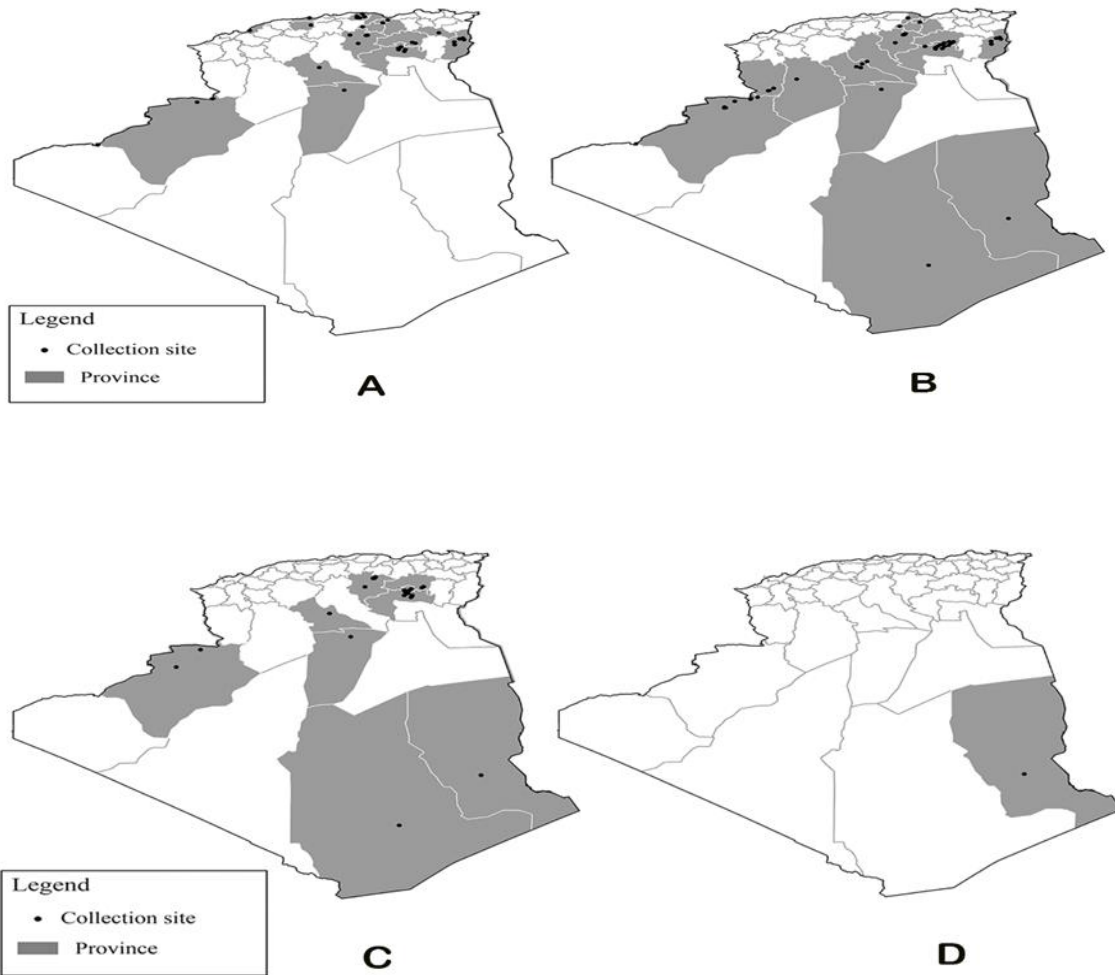 Legend
Collection site
Province
A
B
Legend
Collection site
Province
C
D